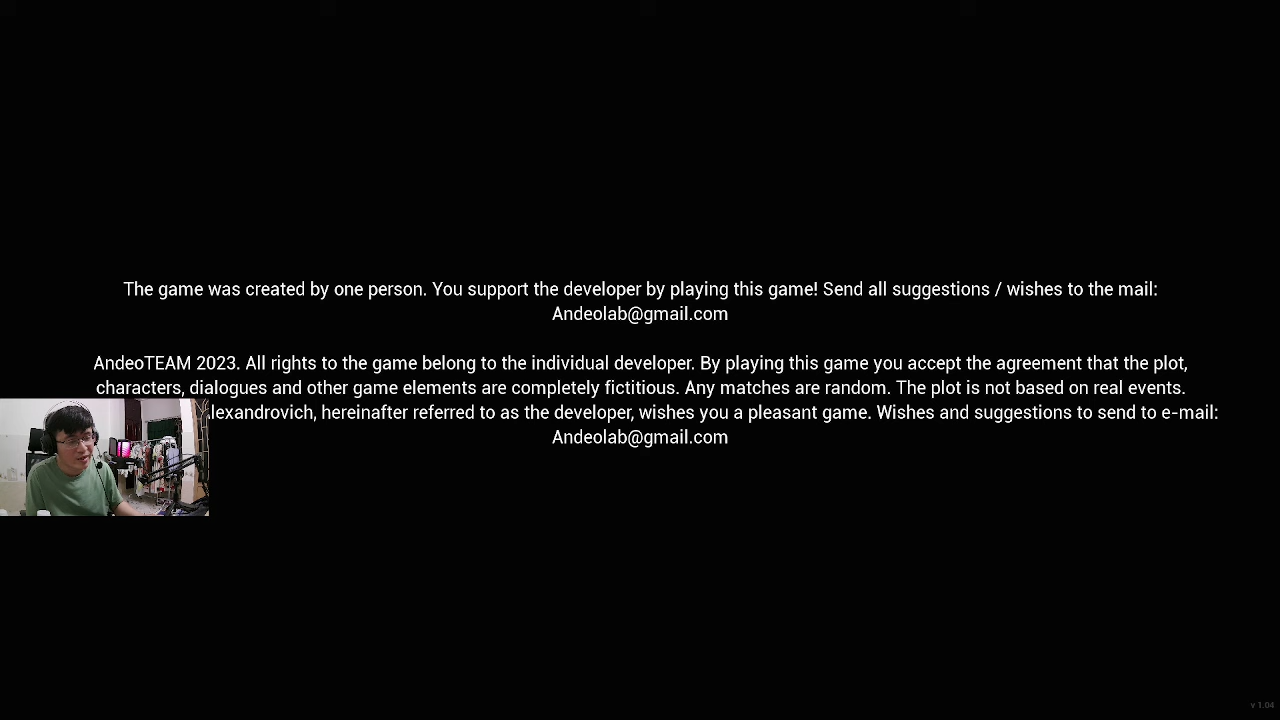 The game was created by one person. You support the developer by playing this game! Send all suggestions / wishes to the mail:
Andeolab@gmail.com
AndeoTEAM 2023. All rights to the game belong to the individual developer. By playing this game you accept the agreement that the plot,
characters, dialogues and other game elements are completely fictitious. Any matches are random. The plot is not based on real events.
lexandrovich, hereinafter referred to as the developer, wishes you a pleasant game. Wishes and suggestions to send to e-mail:
Andeolab@gmail.com
v 1.04